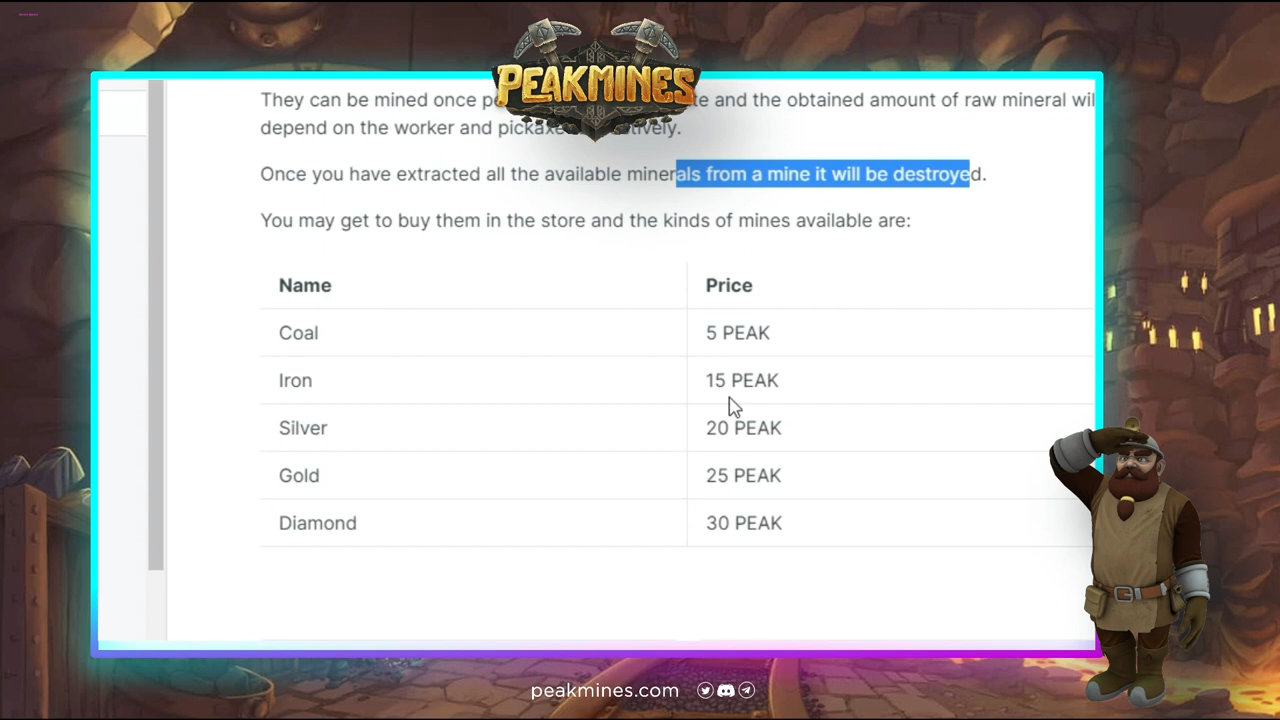 PEAKMINES
They can be mined once and the obtained amount of raw mineral wil
depend on the worker and pickaxe
Once you have extracted all the available minerals from a mine it will be destroyed.
You may get to buy them in the store and the kinds of mines available are:
Name Price
Coal 5 PEAK
Iron 15 PEAK
Silver 20 PEAK
Gold 25 PEAK
Diamond 30 PEAK
peakmines.com